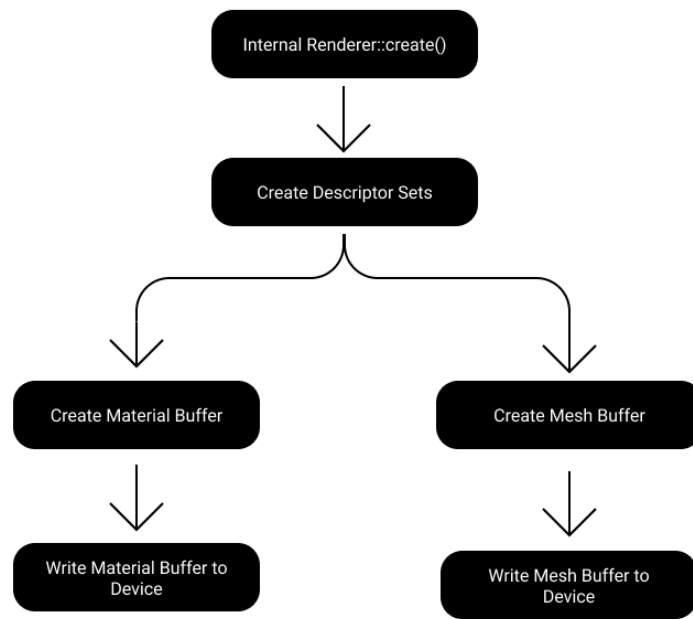 Internal Renderer::create()
Create Descriptor Sets
Create Material Buffer
Create Mesh Buffer
Write Material Buffer to
Device
Write Mesh Buffer to
Device